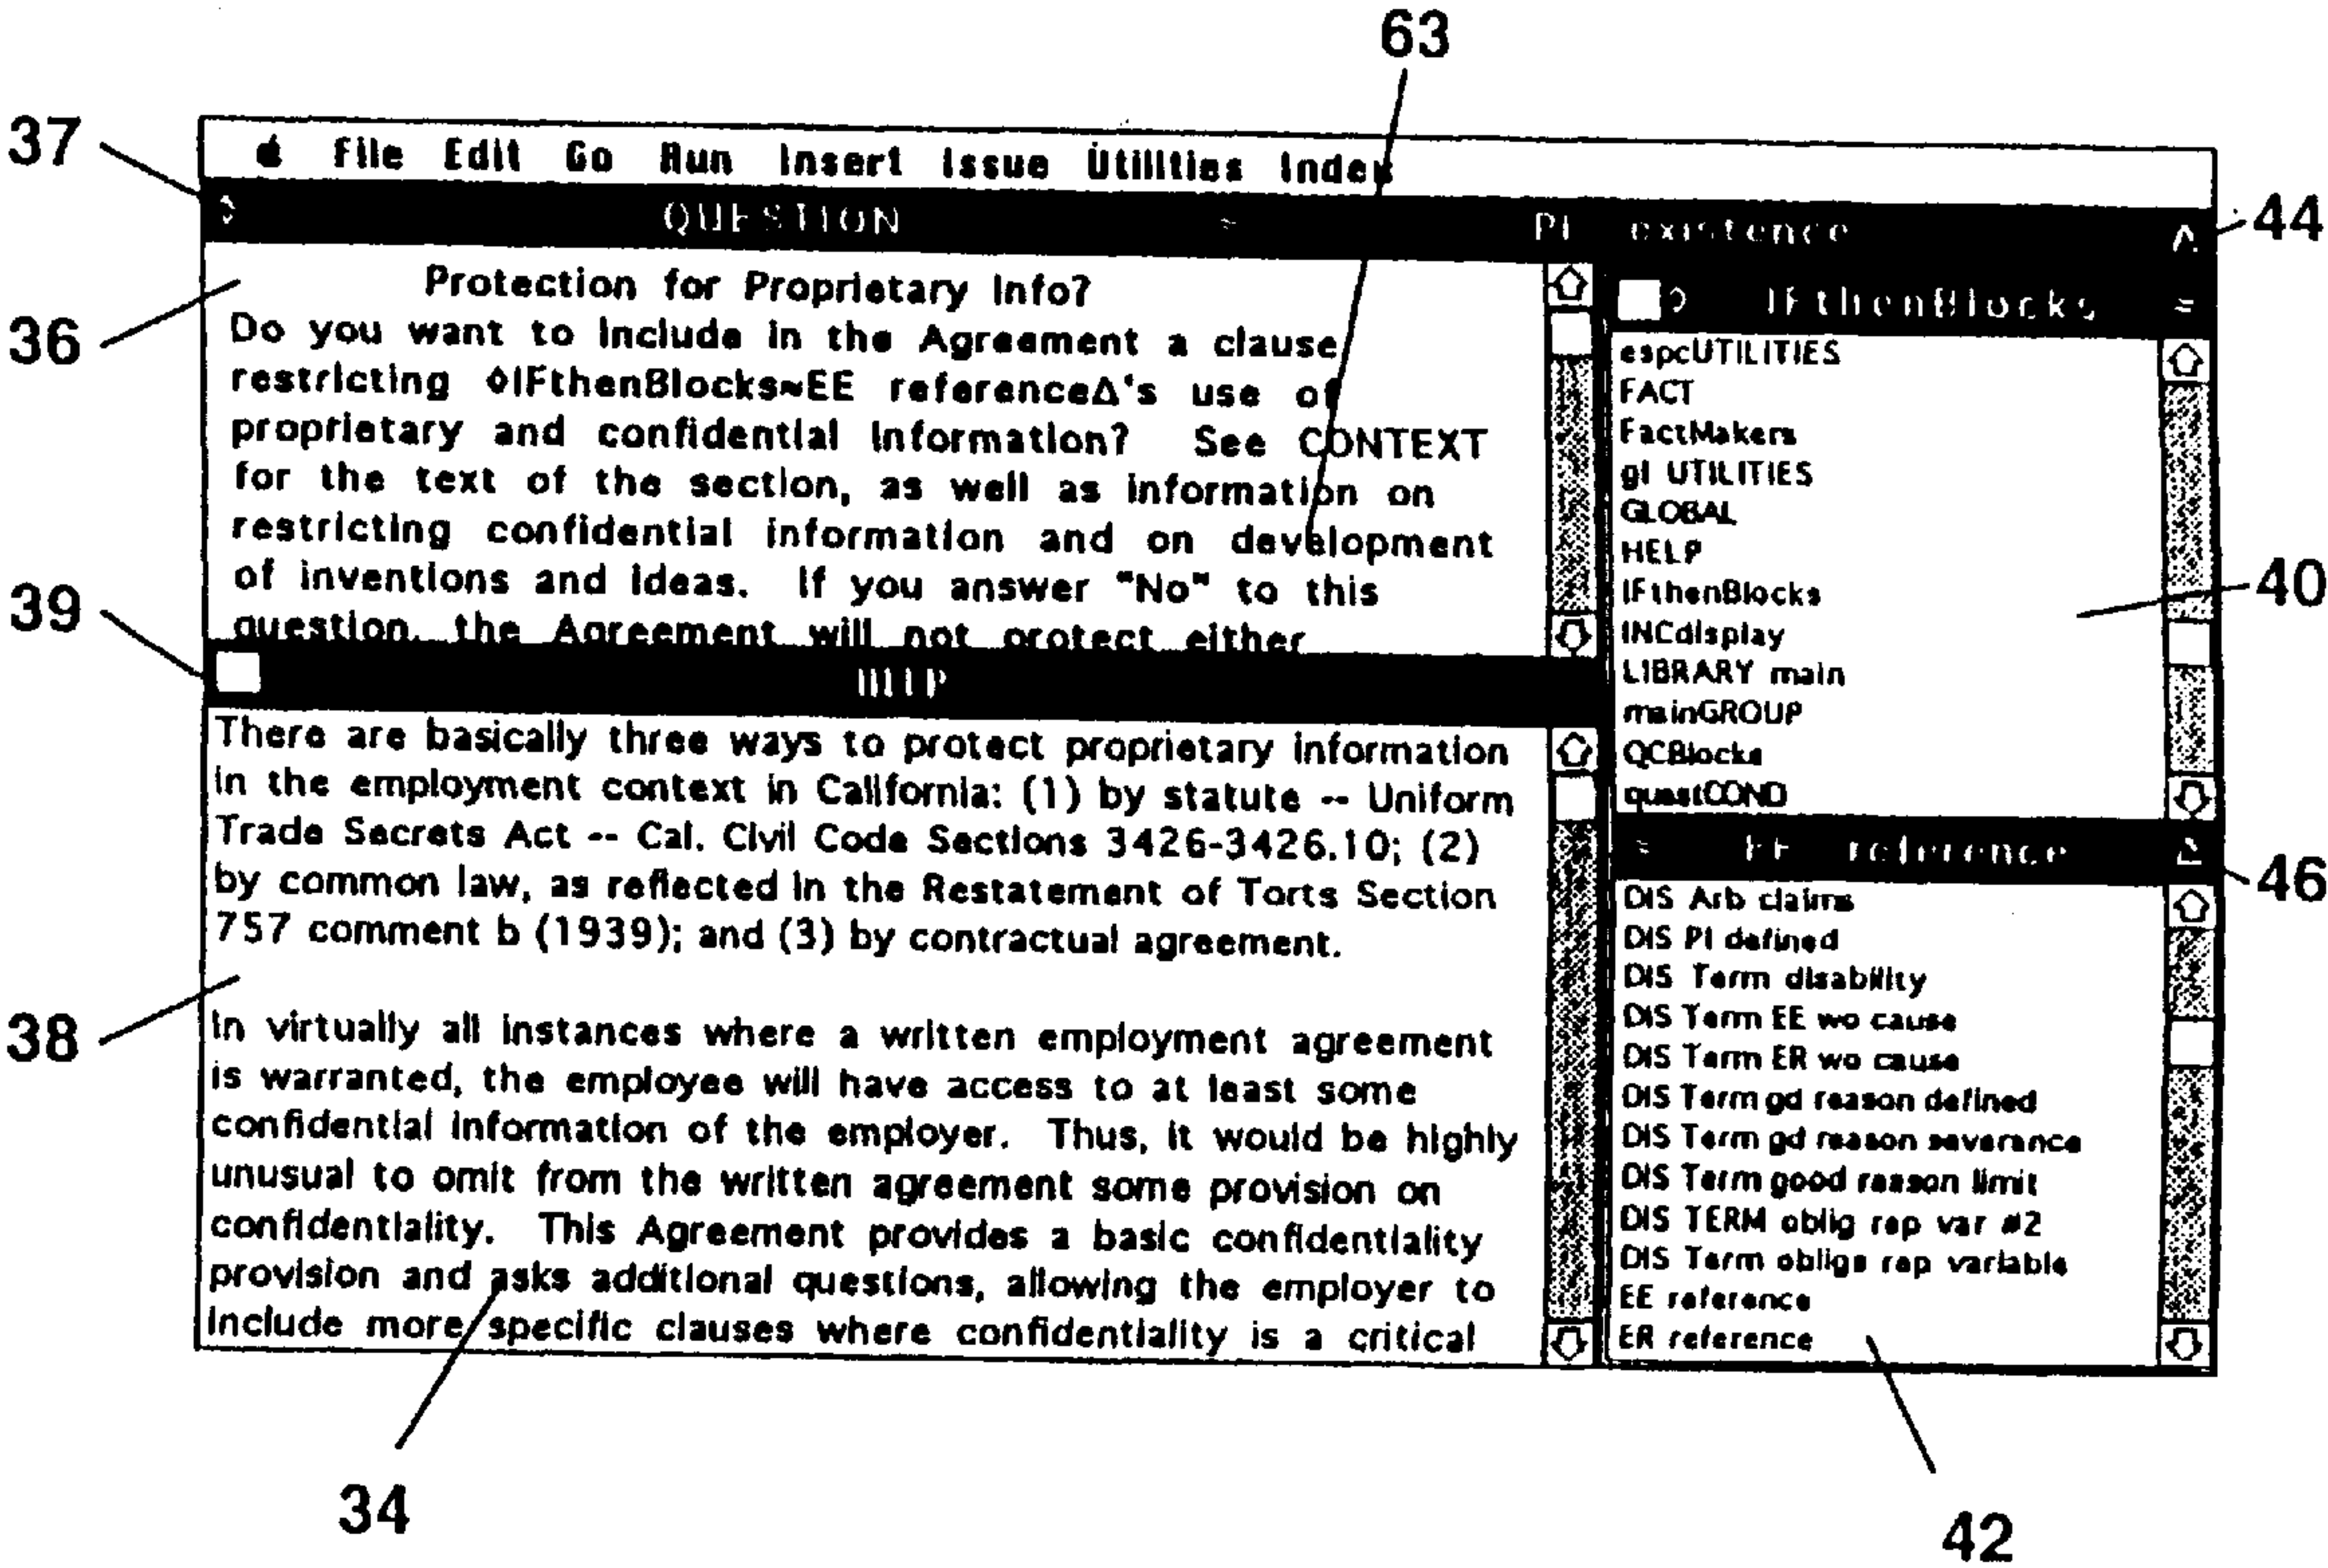 63
37
File Edit Go Run Insert Issue Utilities Index
QUESTION ≈ PI existence Δ
44
36
Protection for Proprietary Info?
Do you want to include in the Agreement a clause
restricting ◊IFthenBlocks≈EE referenceΔ's use of
proprietary and confidential information? See CONTEXT
for the text of the section, as well as information on
restricting confidential information and on development
of inventions and ideas. If you answer "No" to this
question, the Agreement will not protect either
39
There are basically three ways to protect proprietary information
in the employment context in California: (1) by statute -- Uniform
Trade Secrets Act -- Cal. Civil Code Sections 3426-3426.10; (2)
by common law, as reflected in the Restatement of Torts Section
757 comment b (1939); and (3) by contractual agreement.
38
In virtually all instances where a written employment agreement
is warranted, the employee will have access to at least some
confidential information of the employer. Thus, it would be highly
unusual to omit from the written agreement some provision on
confidentiality. This Agreement provides a basic confidentiality
provision and asks additional questions, allowing the employer to
include more specific clauses where confidentiality is a critical
34
◊ IFthenBlocks ≈
espcUTILITIES
FACT
FactMakers
gl UTILITIES
GLOBAL
HELP
IFthenBlocks
INCdisplay
LIBRARY main
mainGROUP
QCBlocks
questCOND
40
≈ EE reference Δ
46
DIS Arb claims
DIS PI defined
DIS Term disability
DIS Term EE wo cause
DIS Term ER wo cause
DIS Term gd reason defined
DIS Term gd reason severance
DIS Term good reason limit
DIS TERM oblig rep var #2
DIS Term obligs rep variable
EE reference
ER reference
42